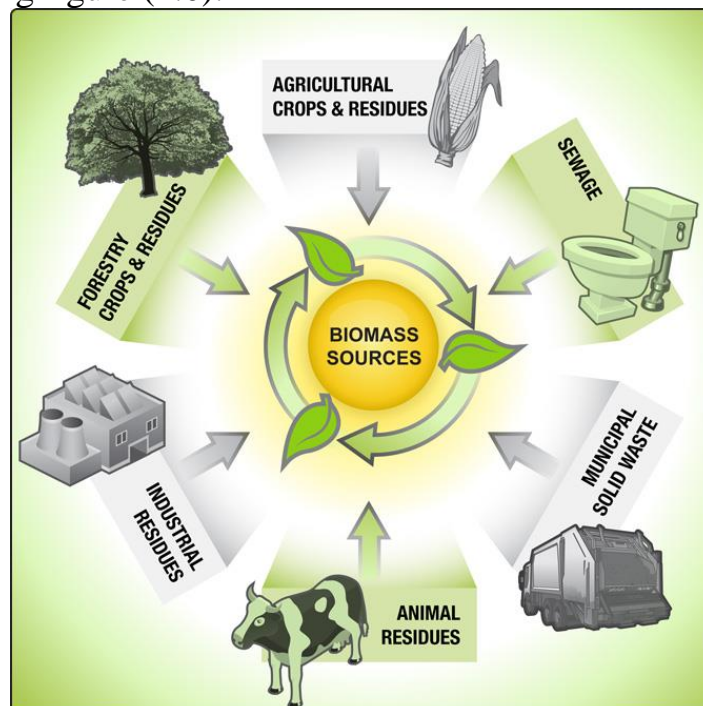 AGRICULTURAL
CROPS & RESIDUES
SEWAGE
FORESTRY
CROPS & RESIDUES
BIOMASS
SOURCES
MUNICIPAL
SOLID WASTE
INDUSTRIAL
RESIDUES
ANIMAL
RESIDUES